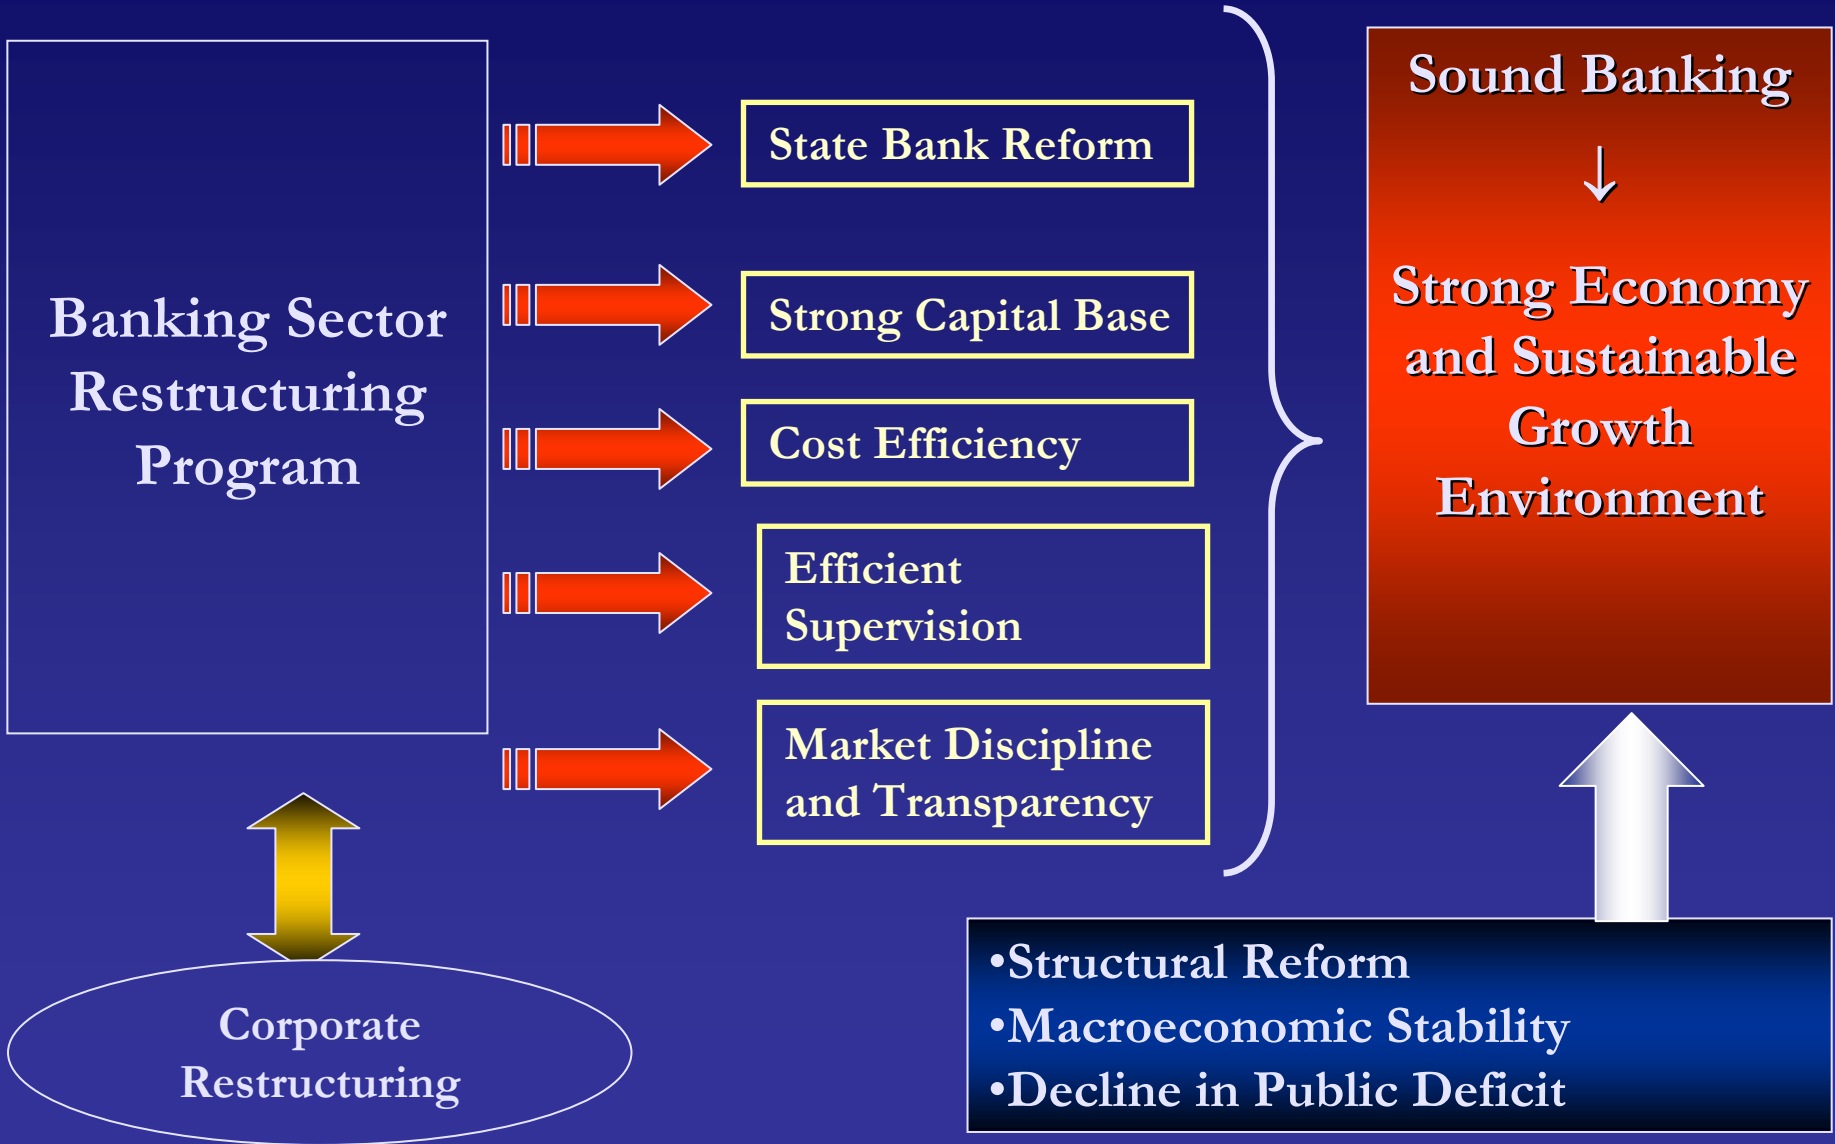 Banking Sector
Restructuring
Program
State Bank Reform
Strong Capital Base
Cost Efficiency
Efficient
Supervision
Market Discipline
and Transparency
Sound Banking
↓
Strong Economy
and Sustainable
Growth
Environment
Corporate
Restructuring
•Structural Reform
•Macroeconomic Stability
•Decline in Public Deficit